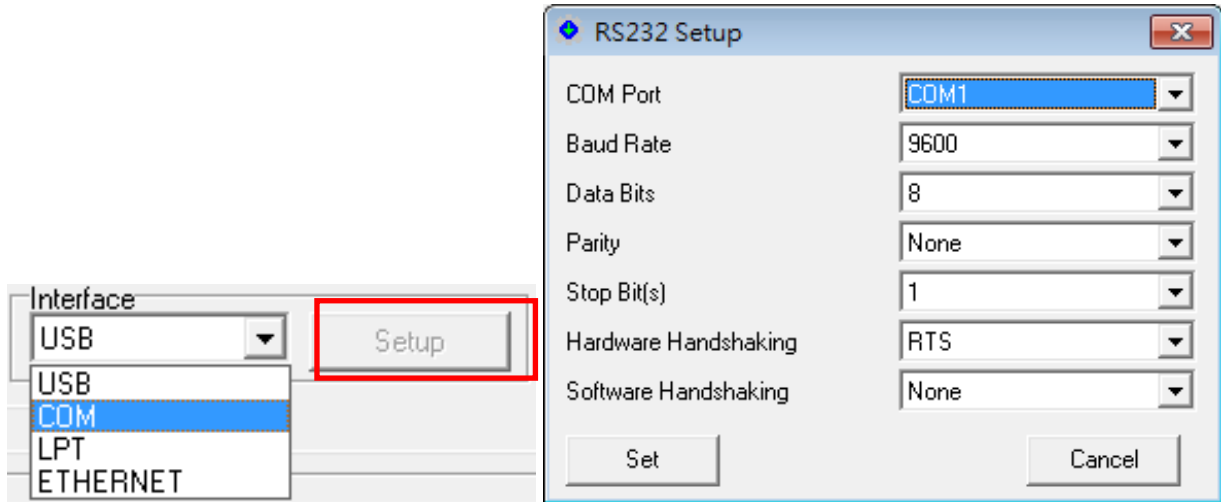 Interface
USB
Setup
USB
COM
LPT
ETHERNET
RS232 Setup
COM Port COM1
Baud Rate 9600
Data Bits 8
Parity None
Stop Bit(s) 1
Hardware Handshaking RTS
Software Handshaking None
Set Cancel